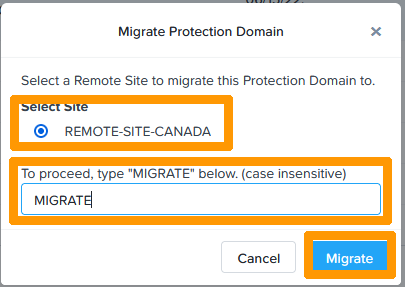 Migrate Protection Domain
Select a Remote Site to migrate this Protection Domain to.
Select Site
REMOTE-SITE-CANADA
To proceed, type "MIGRATE" below. (case insensitive)
MIGRATE
Cancel
Migrate